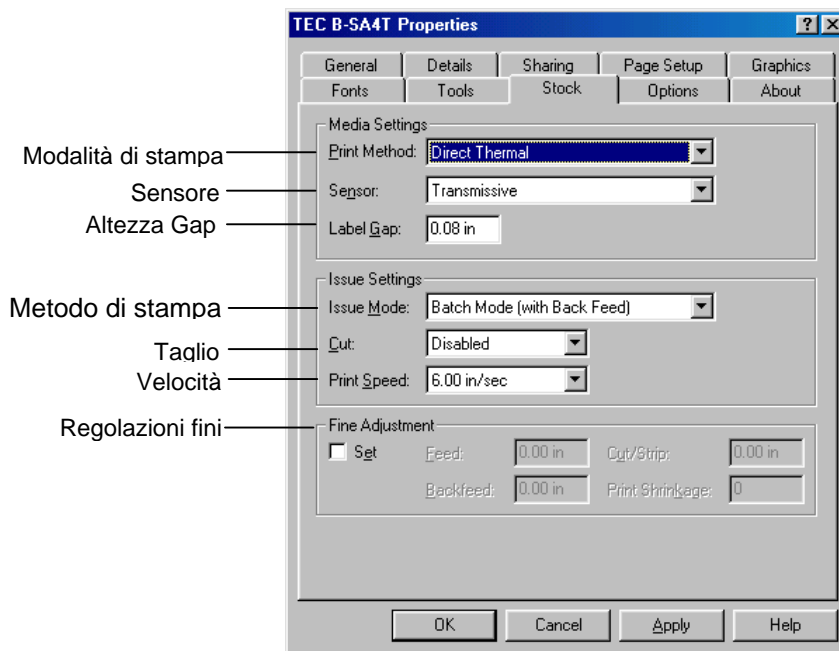 TEC B-SA4T Properties
General Details Sharing Page Setup Graphics
Fonts Tools Stock Options About
Media Settings
Modalità di stampa Print Method: Direct Thermal
Sensore Sensor: Transmissive
Altezza Gap Label Gap: 0.08 in
Issue Settings
Metodo di stampa Issue Mode: Batch Mode (with Back Feed)
Taglio Cut: Disabled
Velocità Print Speed: 6.00 in/sec
Regolazioni fini Fine Adjustment
Set Feed: 0.00 in Cut/Strip: 0.00 in
Backfeed: 0.00 in Print Shrinkage: 0
OK Cancel Apply Help